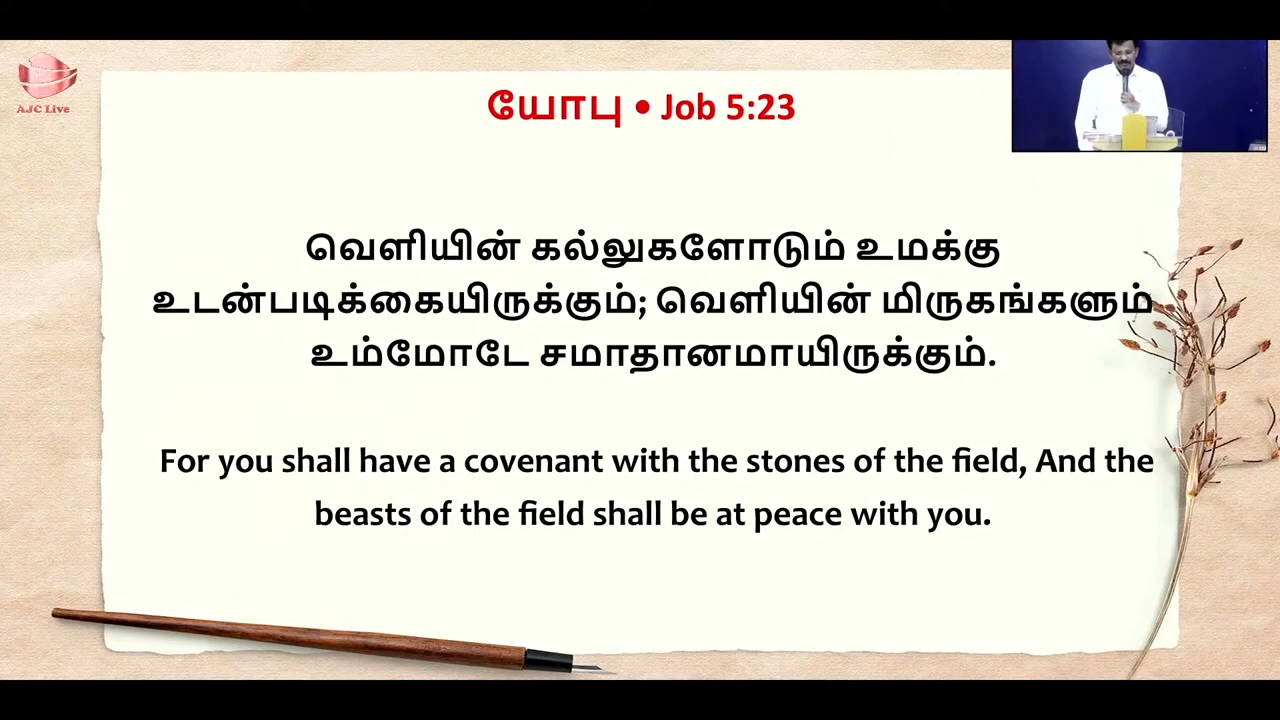 AJC Live
யோபு • Job 5:23
வெளியின் கல்லுகளோடும் உமக்கு
உடன்படிக்கையிருக்கும்; வெளியின் மிருகங்களும்
உம்மோடே சமாதானமாயிருக்கும்.
For you shall have a covenant with the stones of the field, And the
beasts of the field shall be at peace with you.